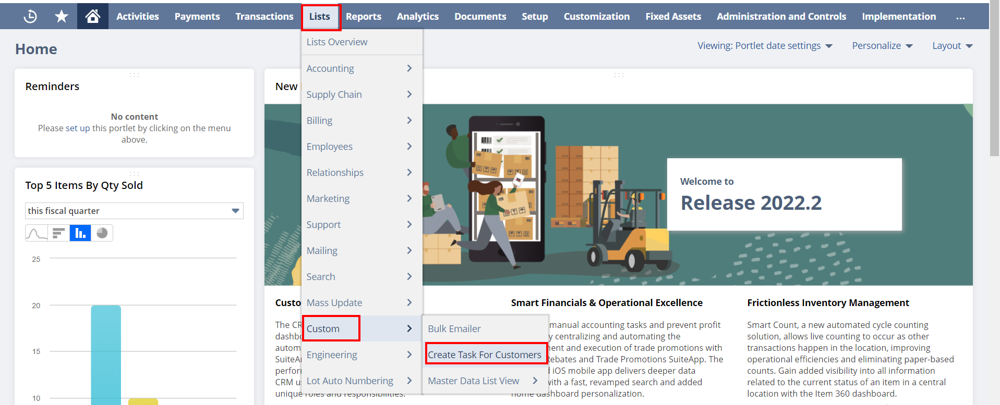 Activities Payments Transactions Lists Reports Analytics Documents Setup Customization Fixed Assets Administration and Controls Implementation ...
Home
Viewing: Portlet date settings Personalize Layout
Lists Overview
Accounting
Supply Chain
Billing
Employees
Relationships
Marketing
Support
Mailing
Search
Mass Update
Custom
Engineering
Lot Auto Numbering
Bulk Emailer
Create Task For Customers
Master Data List View
Reminders
No content
Please set up this portlet by clicking on the menu
above.
Top 5 Items By Qty Sold
this fiscal quarter
25
20
15
10
New
Welcome to
Release 2022.2
The
dashb
autom
SuiteA
perfor
CRM
unique roles and responsibilities.
Smart Financials & Operational Excellence
manual accounting tasks and prevent profit
y centralizing and automating the
ent and execution of trade promotions with
Rebates and Trade Promotions SuiteApp. The
iOS mobile app delivers deeper data
with a fast, revamped search and added
home dashboard personalization.
Frictionless Inventory Management
Smart Count, a new automated cycle counting
solution, allows live counting to occur as other
transactions happen in the location, improving
operational efficiencies and eliminating paper-based
counts. Gain added visibility into all information
related to the current status of an item in a central
location with the Item 360 dashboard.